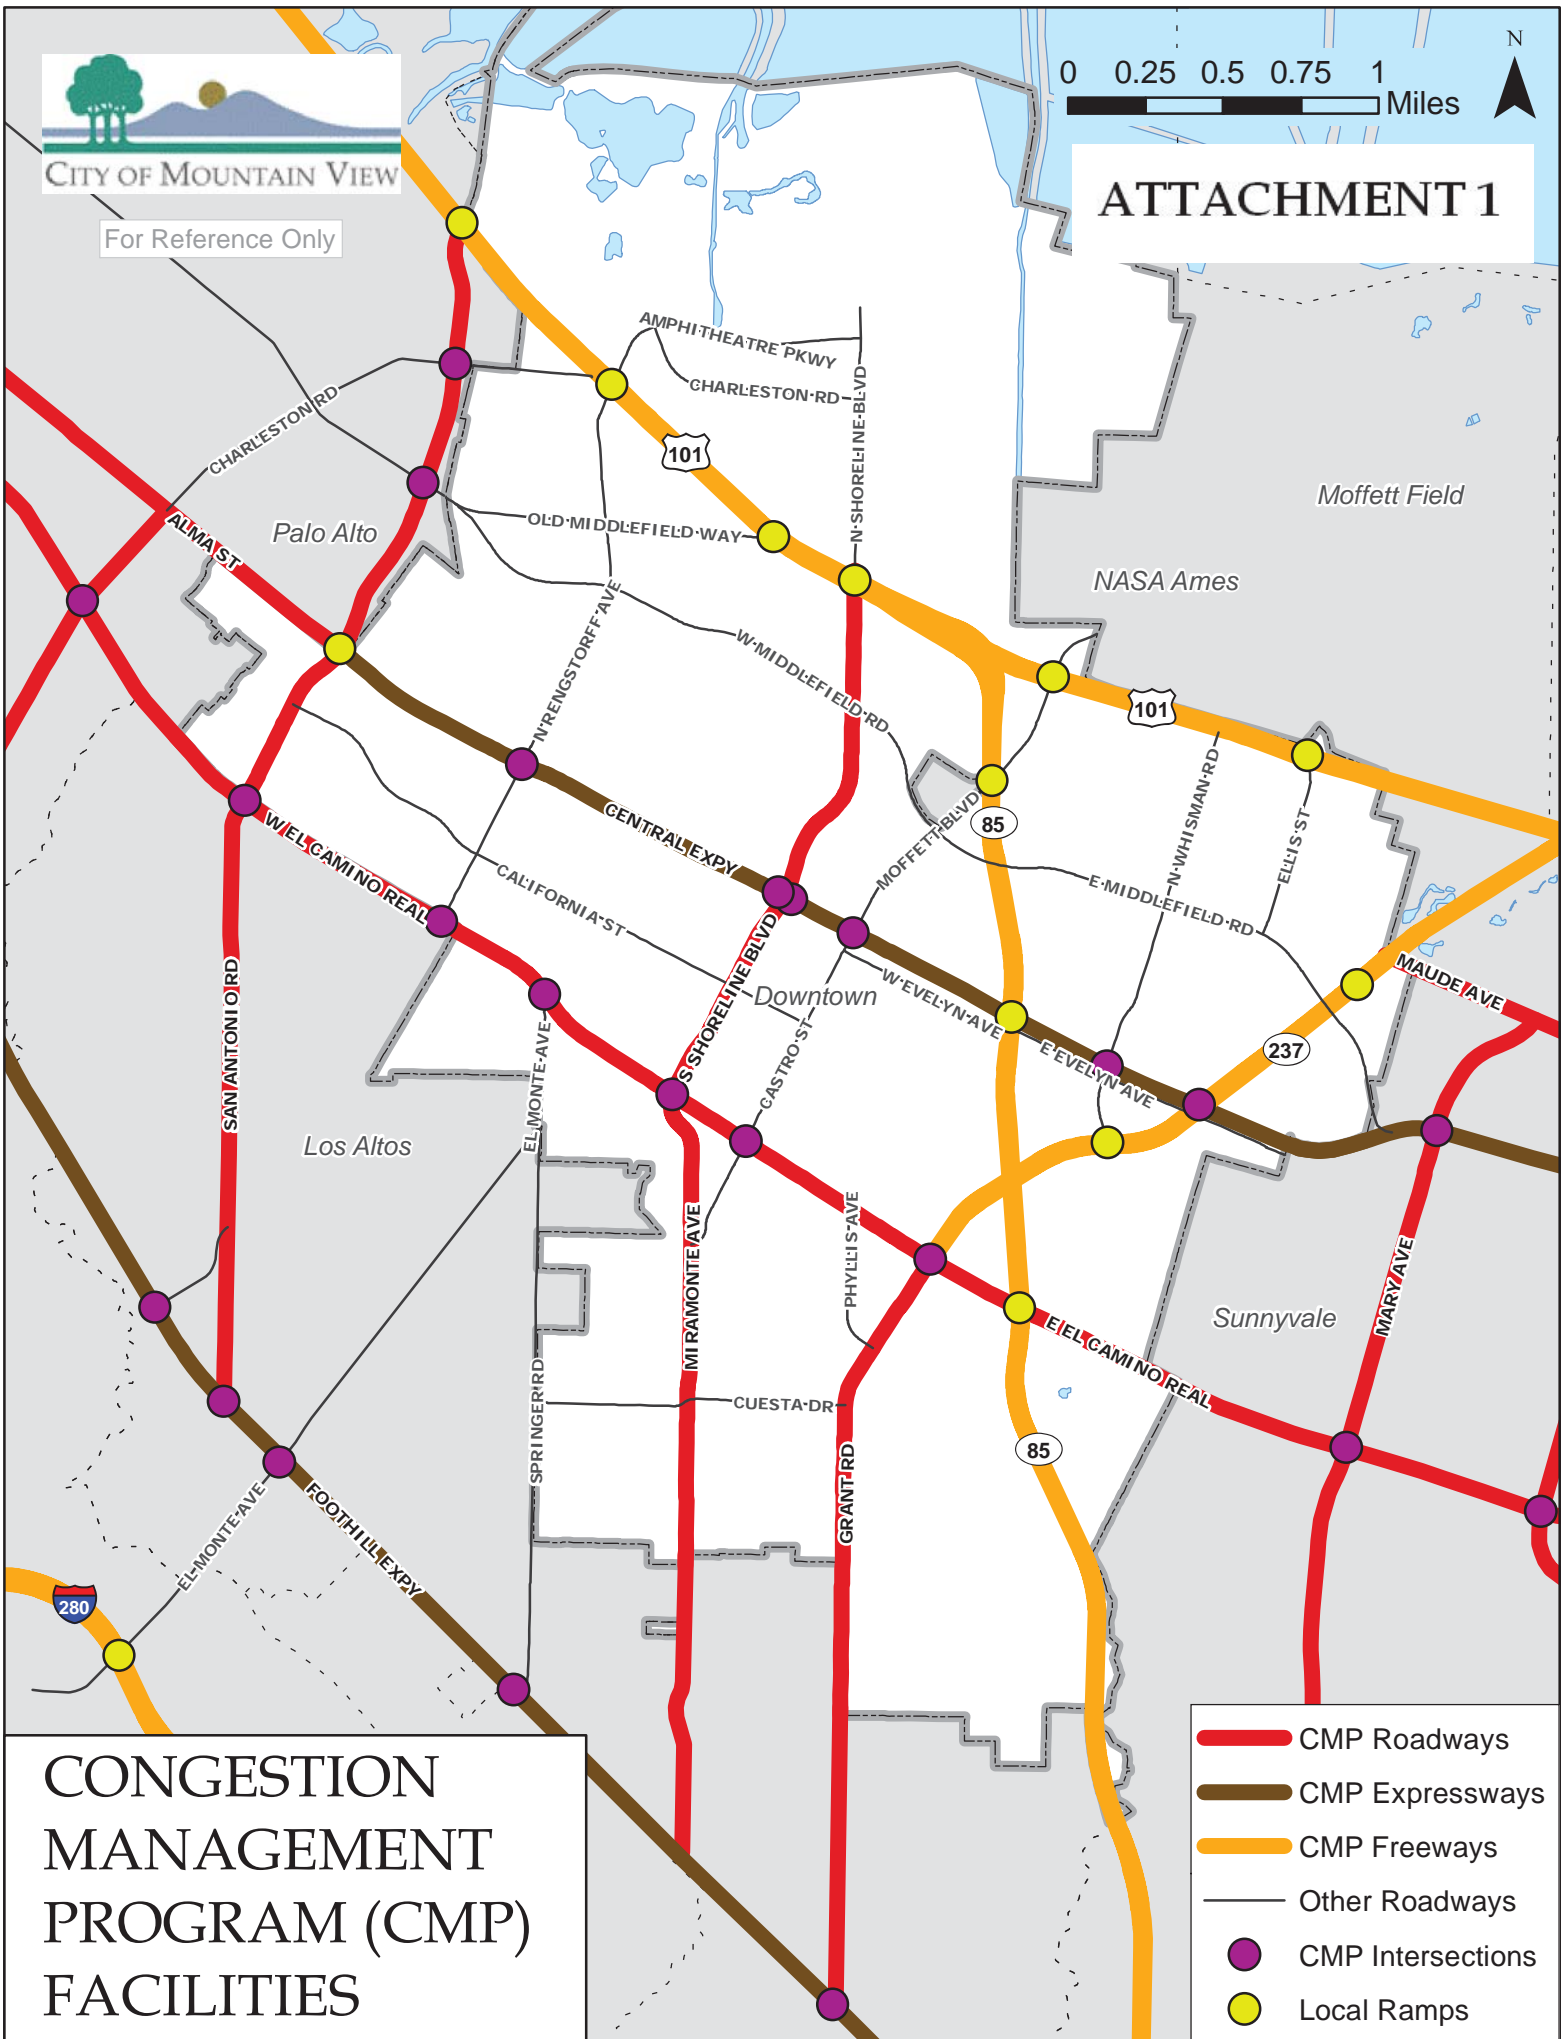 CITY OF MOUNTAIN VIEW
For Reference Only
0 0.25 0.5 0.75 1
Miles
N
ATTACHMENT 1
AMPHITHEATRE PKWY
CHARLESTON RD
N SHORELINE BLVD
CHARLESTON RD
101
Moffett Field
ALMA ST
Palo Alto
OLD MIDDLEFIELD WAY
NASA Ames
N RENGSTORFF AVE
W MIDDLEFIELD RD
101
N WHISMAN RD
ELLIS ST
MOFFETT BLVD
85
W EL CAMINO REAL
CENTRAL EXPY
CALIFORNIA ST
E MIDDLEFIELD RD
SAN ANTONIO RD
S SHORELINE BLVD
Downtown
W EVELYN AVE
MAUDE AVE
EL MONTE AVE
CASTRO ST
E EVELYN AVE
237
Los Altos
MIRAMONTE AVE
PHYLLIS AVE
MARY AVE
Sunnyvale
E EL CAMINO REAL
SPRINGER RD
CUESTA DR
GRANT RD
85
EL MONTE AVE
FOOTHILL EXPY
280
CONGESTION
MANAGEMENT
PROGRAM (CMP)
FACILITIES
CMP Roadways
CMP Expressways
CMP Freeways
Other Roadways
CMP Intersections
Local Ramps